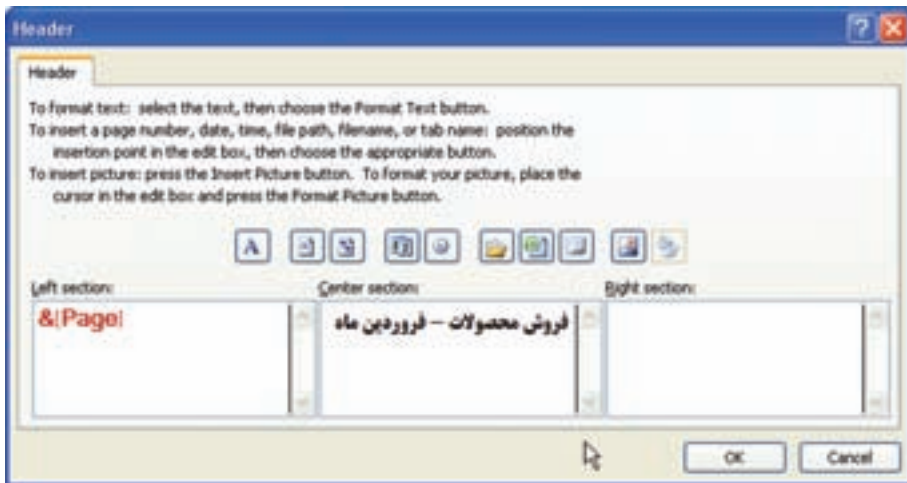 Header
Header
To format text: select the text, then choose the Format Text button.
To insert a page number, date, time, file path, filename, or tab name: position the
insertion point in the edit box, then choose the appropriate button.
To insert picture: press the Insert Picture button. To format your picture, place the
cursor in the edit box and press the Format Picture button.
A
Left section:
Center section:
Right section:
&[Page]
فروش محصولات – فروردین ماه
OK
Cancel